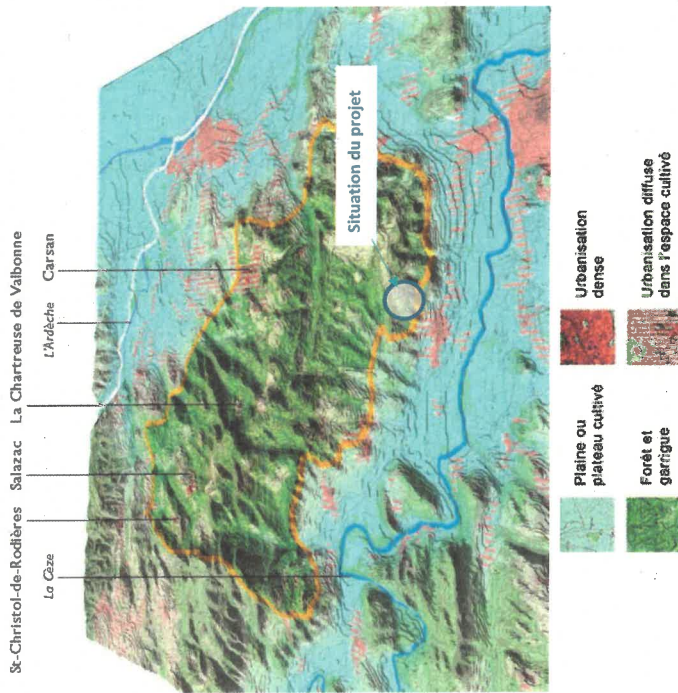 St-Christol-de-Rodières
Salazac
La Chartreuse de Valbonne
Carsan
La Cèze
L'Ardèche
Situation du projet
Plaine ou
plateau cultivé
Urbanisation
dense
Forêt et
garrigue
Urbanisation diffuse
dans l'espace cultivé